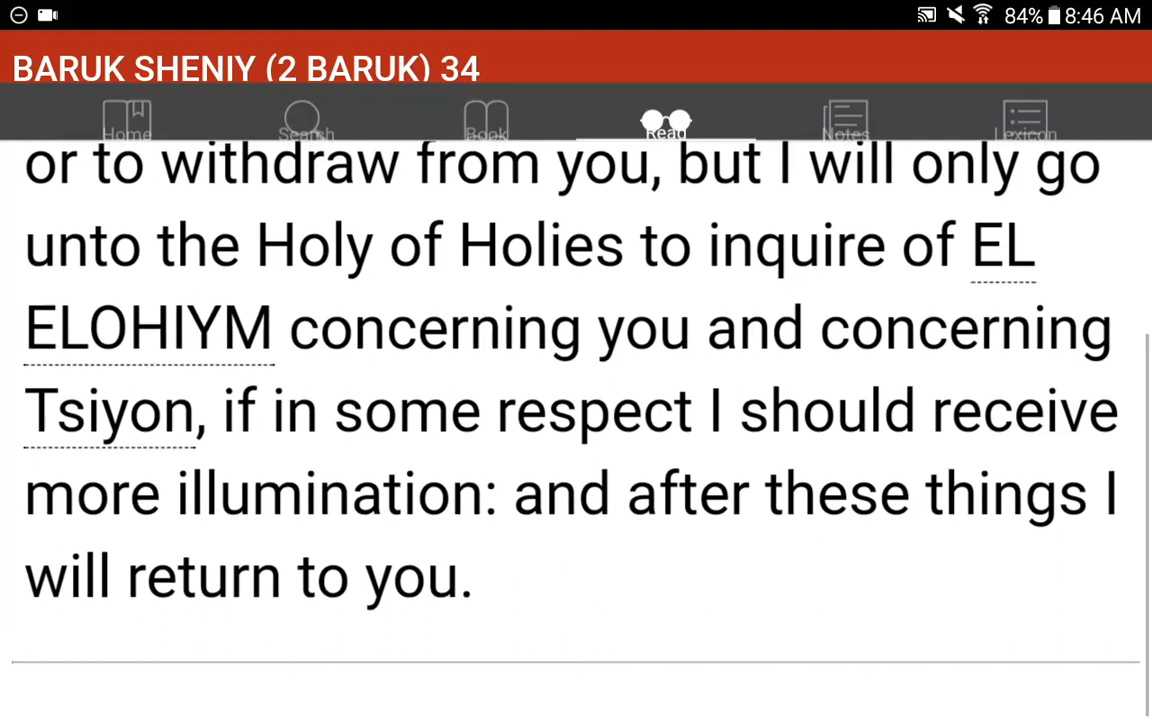 84% 8:46 AM
BARUK SHENIY (2 BARUK) 34
Home Search Book Read Notes Lexicon
or to withdraw from you, but I will only go
unto the Holy of Holies to inquire of EL
ELOHIYM concerning you and concerning
Tsiyon, if in some respect I should receive
more illumination: and after these things I
will return to you.